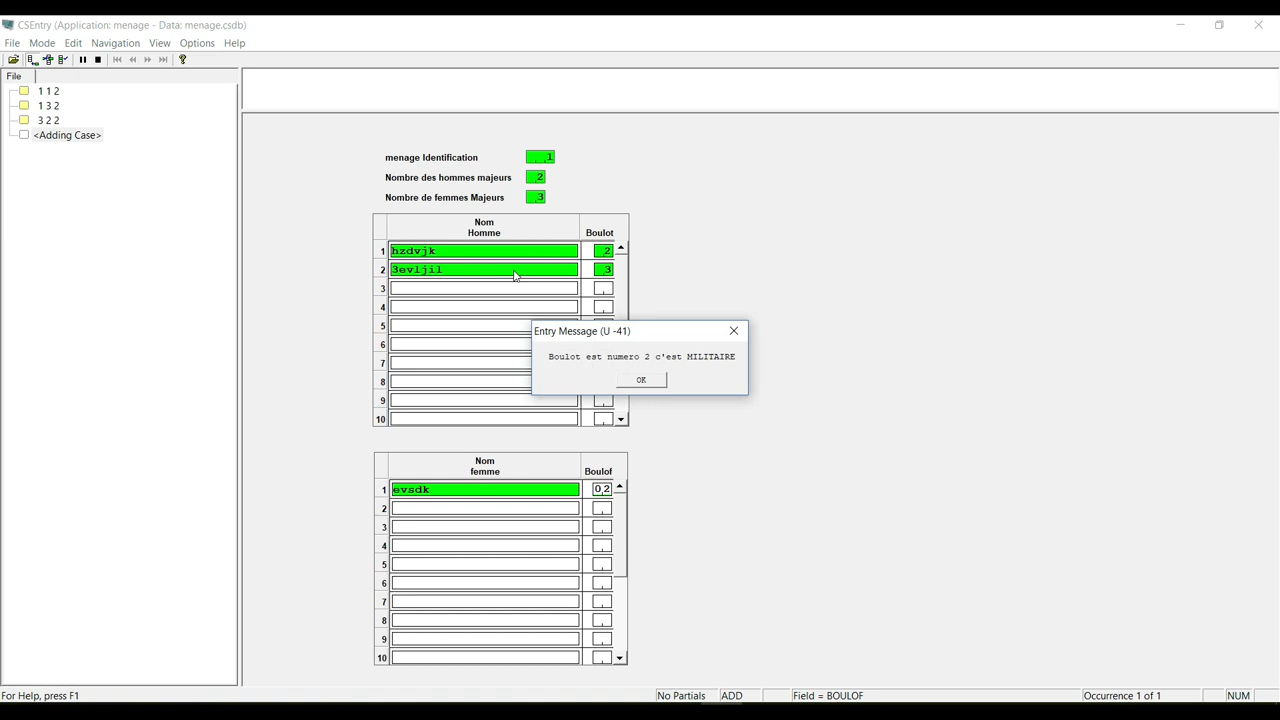 CSEntry (Application: menage - Data: menage.csdb)
File Mode Edit Navigation View Options Help
File
1 1 2
1 3 2
3 2 2
<Adding Case>
menage Identification 1
Nombre des hommes majeurs 2
Nombre de femmes Majeurs 3
Nom
Homme Boulot
1 hzdvjk 2
2 3evljil 3
3
4
5
6
7
8
9
10
Entry Message (U -41)
Boulot est numero 2 c'est MILITAIRE
OK
Nom
femme Boulof
1 evsdk 02
2
3
4
5
6
7
8
9
10
For Help, press F1 No Partials ADD Field = BOULOF Occurrence 1 of 1 NUM